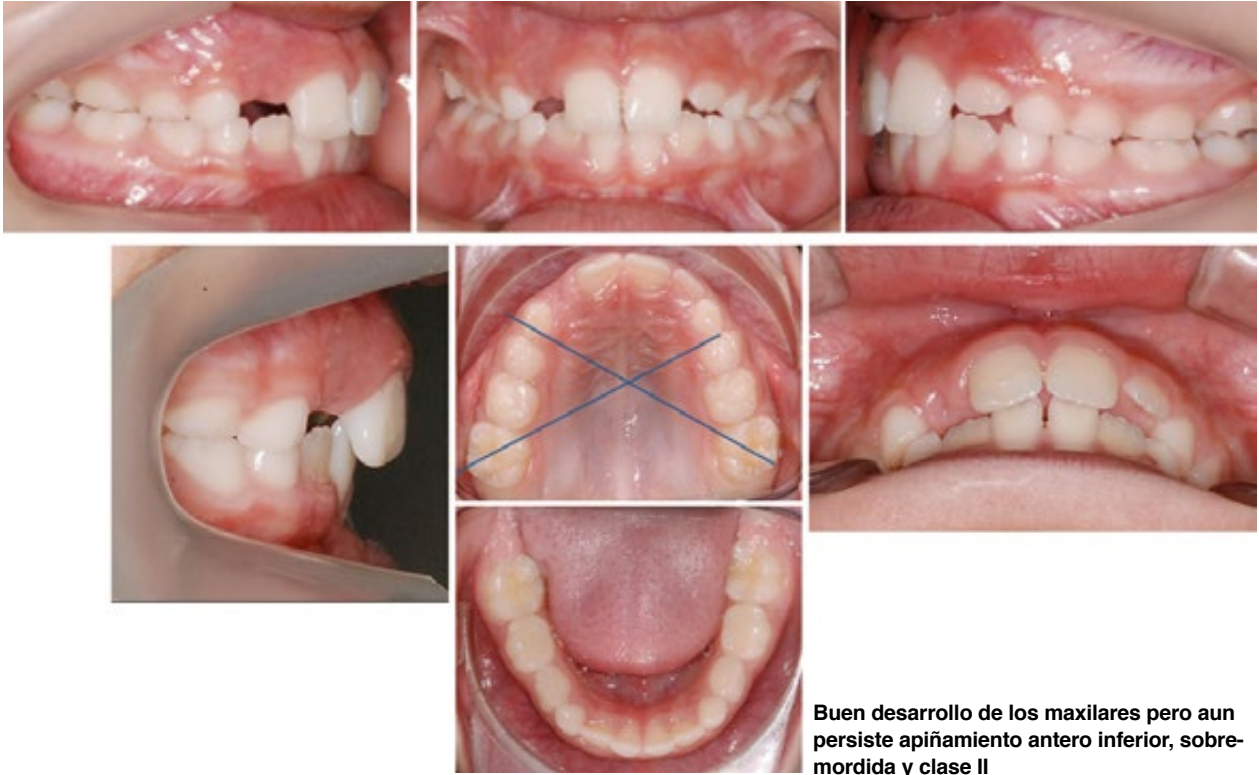 Buen desarrollo de los maxilares pero aun
persiste apiñamiento antero inferior, sobre-
mordida y clase II